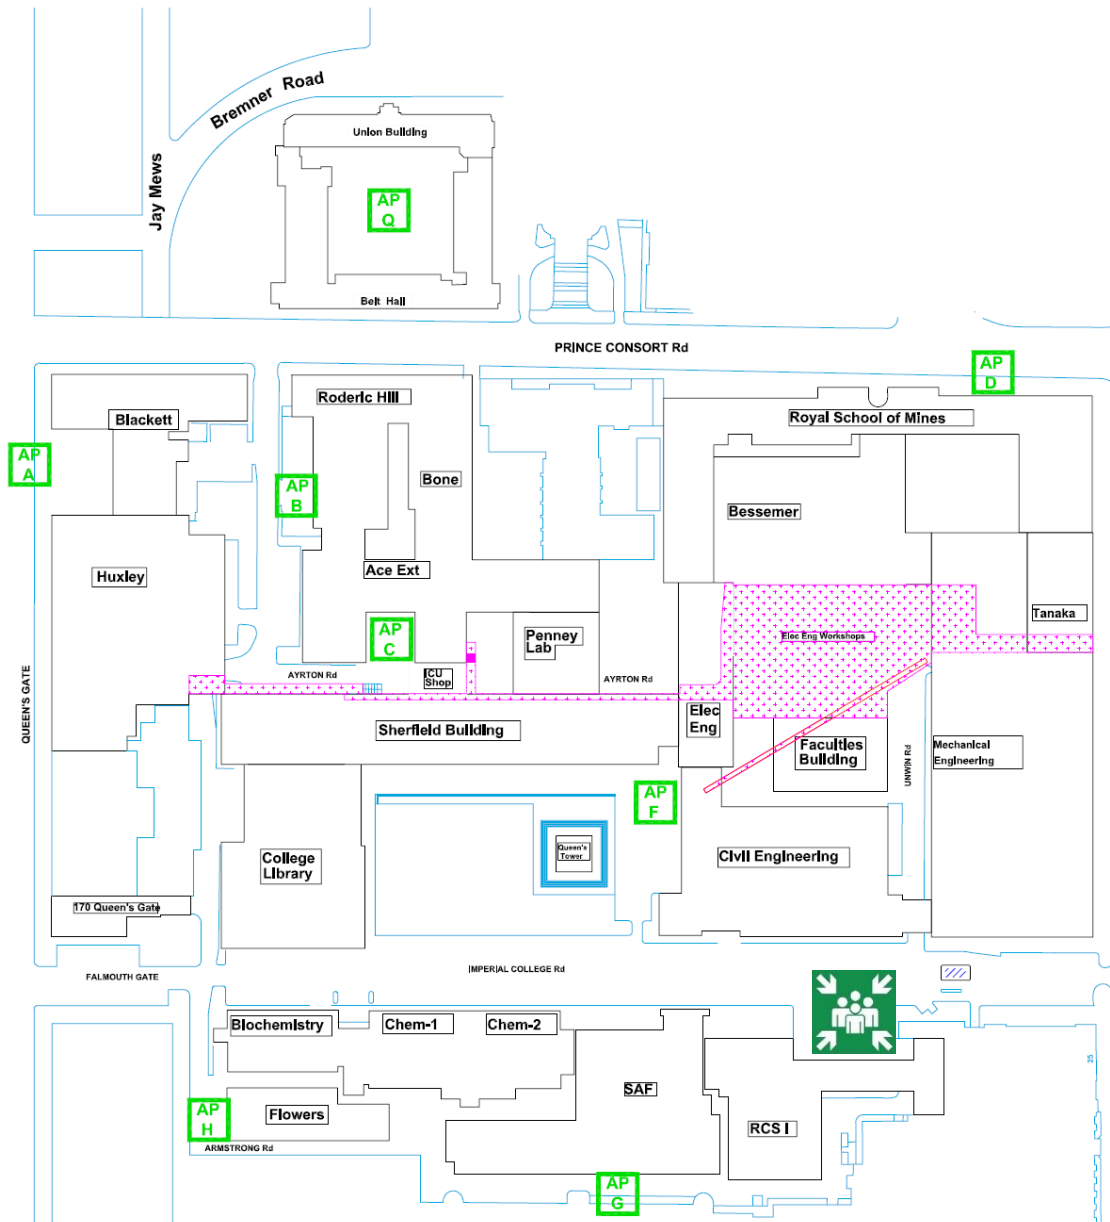 Bremner Road
Union Building
Jay Mews
AP
Q
Belt Hall
PRINCE CONSORT Rd
AP
D
Roderic Hill
Blackett
Royal School of Mines
AP
A
Bone
AP
B
Bessemer
Ace Ext
Huxley
Tanaka
AP
C
Penney
Lab
Elec Eng Workshops
QUEEN'S GATE
AYRTON Rd
ICU
Shop
AYRTON Rd
Elec
Eng
Sherfield Building
Faculties
Building
UNWIN Rd
Mechanical
Engineering
AP
F
Queen's
Tower
College
Library
Civil Engineering
170 Queen's Gate
FALMOUTH GATE
IMPERIAL COLLEGE Rd
Biochemistry
Chem-1
Chem-2
25
SAF
AP
H
Flowers
RCS I
ARMSTRONG Rd
AP
G